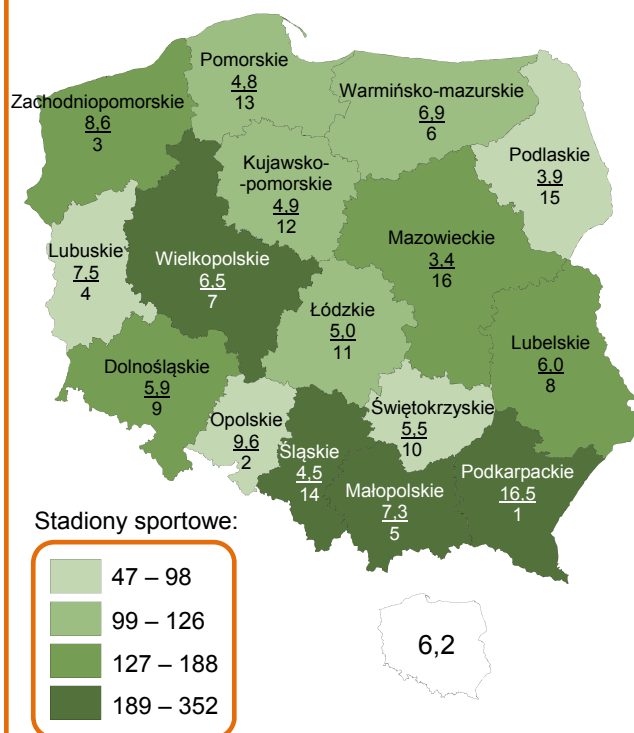 Pomorskie
4,8
13
Warmińsko-mazurskie
6,9
6
Zachodniopomorskie
8,6
3
Podlaskie
3,9
15
Kujawsko-
-pomorskie
4,9
12
Lubuskie
7,5
4
Wielkopolskie
6,5
7
Mazowieckie
3,4
16
Łódzkie
5,0
11
Lubelskie
6,0
8
Dolnośląskie
5,9
9
Opolskie
9,6
2
Śląskie
4,5
14
Świętokrzyskie
5,5
10
Małopolskie
7,3
5
Podkarpackie
16,5
1
Stadiony sportowe:
47 – 98
99 – 126
127 – 188
189 – 352
6,2